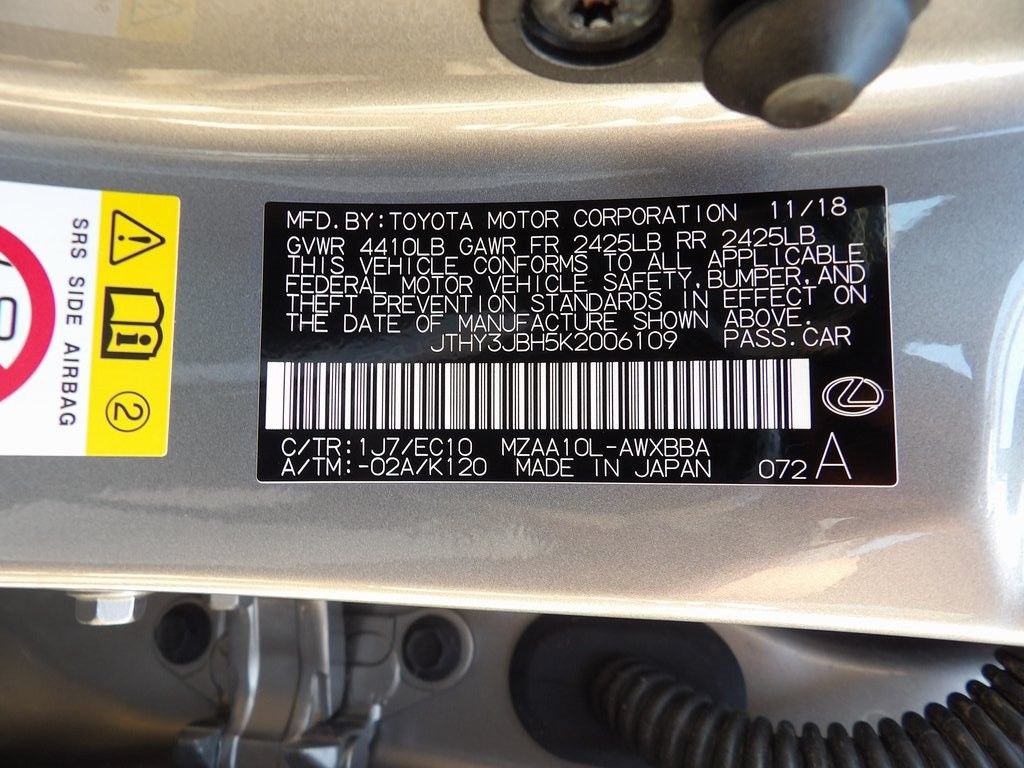 MFD. BY: TOYOTA MOTOR CORPORATION 11/18
GVWR 4410LB GAWR FR 2425LB RR 2425LB
THIS VEHICLE CONFORMS TO ALL APPLICABLE
FEDERAL MOTOR VEHICLE SAFETY, BUMPER, AND
THEFT PREVENTION STANDARDS IN EFFECT ON
THE DATE OF MANUFACTURE SHOWN ABOVE.
JTHY3JBH5K2006109 PASS.CAR
C/TR: 1J7/EC10 MZAA10L-AWXBBA
A/TM: -02A/K120 MADE IN JAPAN 072 A
SRS SIDE AIRBAG
2